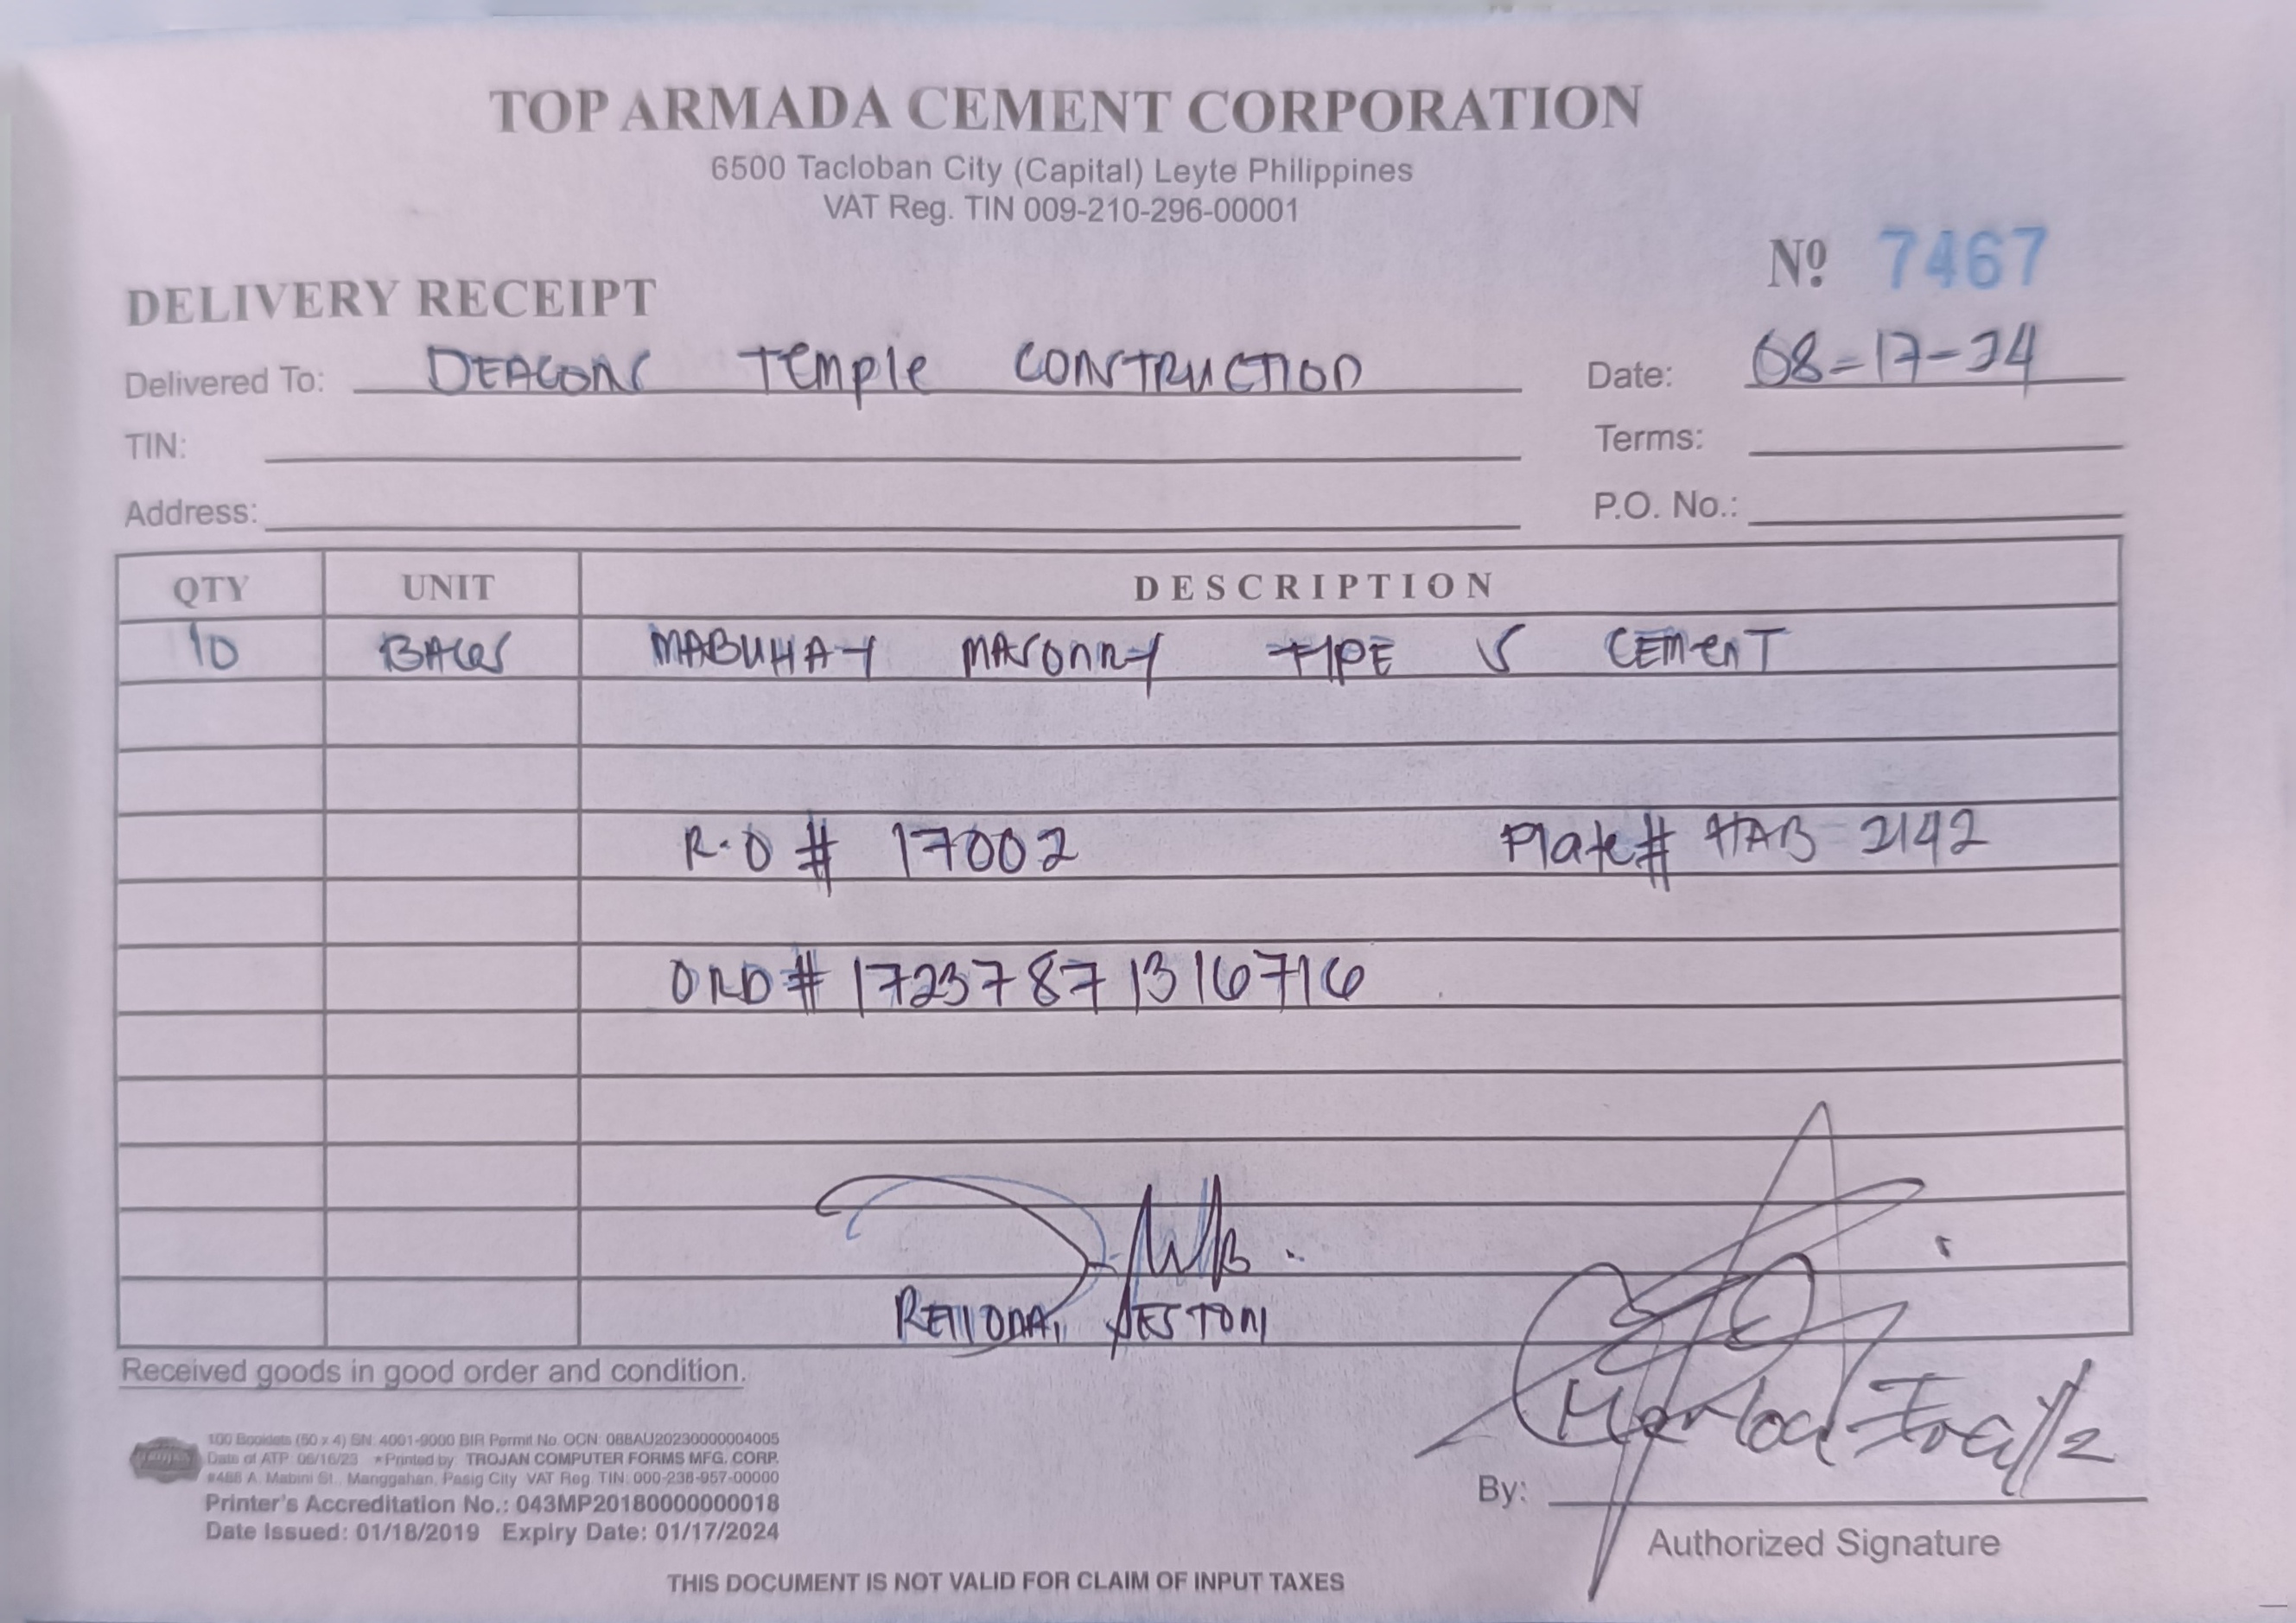 TOP ARMADA CEMENT CORPORATION
6500 Tacloban City (Capital) Leyte Philippines
VAT Reg. TIN 009-210-296-00001
Nº 7467
DELIVERY RECEIPT
Delivered To: DEACONS TEMPLE CONSTRUCTION Date: 08-17-24
TIN: Terms:
Address: P.O. No.:
QTY UNIT DESCRIPTION
10 BAGS MABUHAY MASONRY TYPE S CEMENT
R.O # 17002 Plate# HAB 2142
ORD # 17237871316716
Received goods in good order and condition.
100 Booklets (50 x 4) SN: 4001-9000 BIR Permit No. OCN: 088AU20230000004005
Date of ATP: 06/16/23 * Printed by TROJAN COMPUTER FORMS MFG. CORP.
#488 A. Mabini St., Manggahan, Pasig City VAT Reg. TIN: 000-238-957-00000
Printer's Accreditation No.: 043MP20180000000018
Date Issued: 01/18/2019 Expiry Date: 01/17/2024
By:
Authorized Signature
THIS DOCUMENT IS NOT VALID FOR CLAIM OF INPUT TAXES